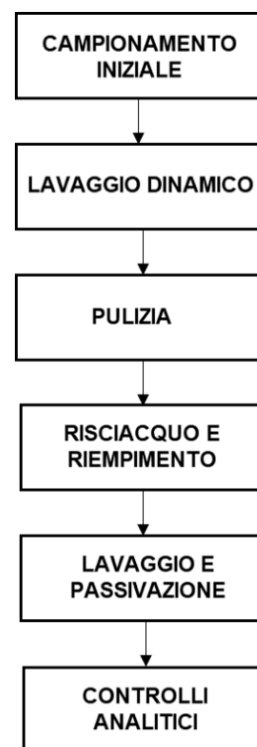 CAMPIONAMENTO
INIZIALE
LAVAGGIO DINAMICO
PULIZIA
RISCIACQUO E
RIEMPIMENTO
LAVAGGIO E
PASSIVAZIONE
CONTROLLI
ANALITICI